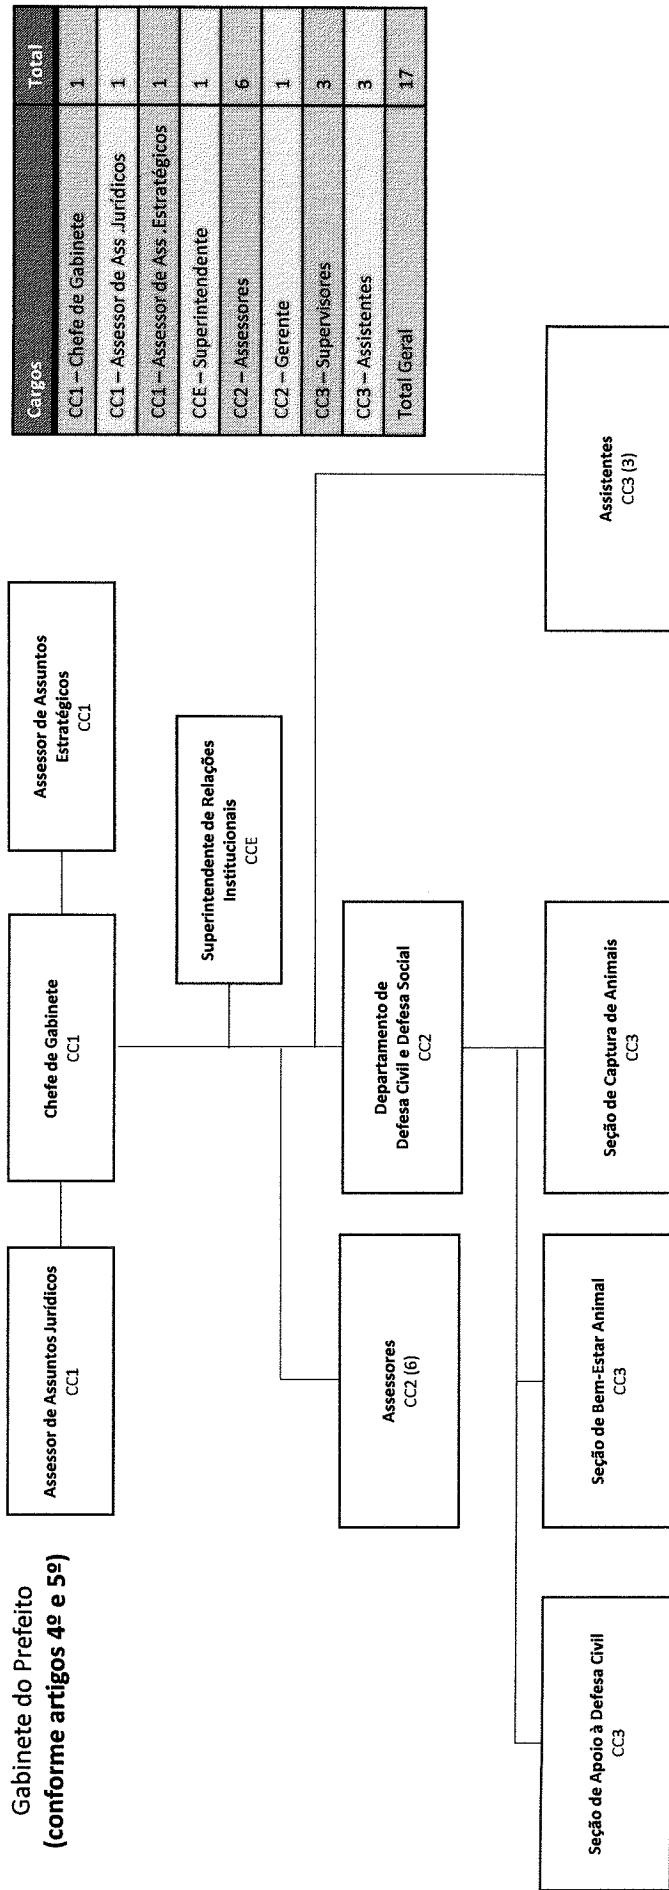 Gabinete do Prefeito
(conforme artigos 4º e 5º)
Assessor de Assuntos Jurídicos
CC1
Chefe de Gabinete
CC1
Assessor de Assuntos
Estratégicos
CC1
Superintendente de Relações
Institucionais
CCE
Assessores
CC2 (6)
Departamento de
Defesa Civil e Defesa Social
CC2
Seção de Apoio à Defesa Civil
CC3
Seção de Bem-Estar Animal
CC3
Seção de Captura de Animais
CC3
Assistentes
CC3 (3)
Cargos Total
CC1 – Chefe de Gabinete 1
CC1 – Assessor de Ass .Jurídicos 1
CC1 – Assessor de Ass .Estratégicos 1
CCE – Superintendente 1
CC2 – Assessores 6
CC2 – Gerente 1
CC3 – Supervisores 3
CC3 – Assistentes 3
Total Geral 17